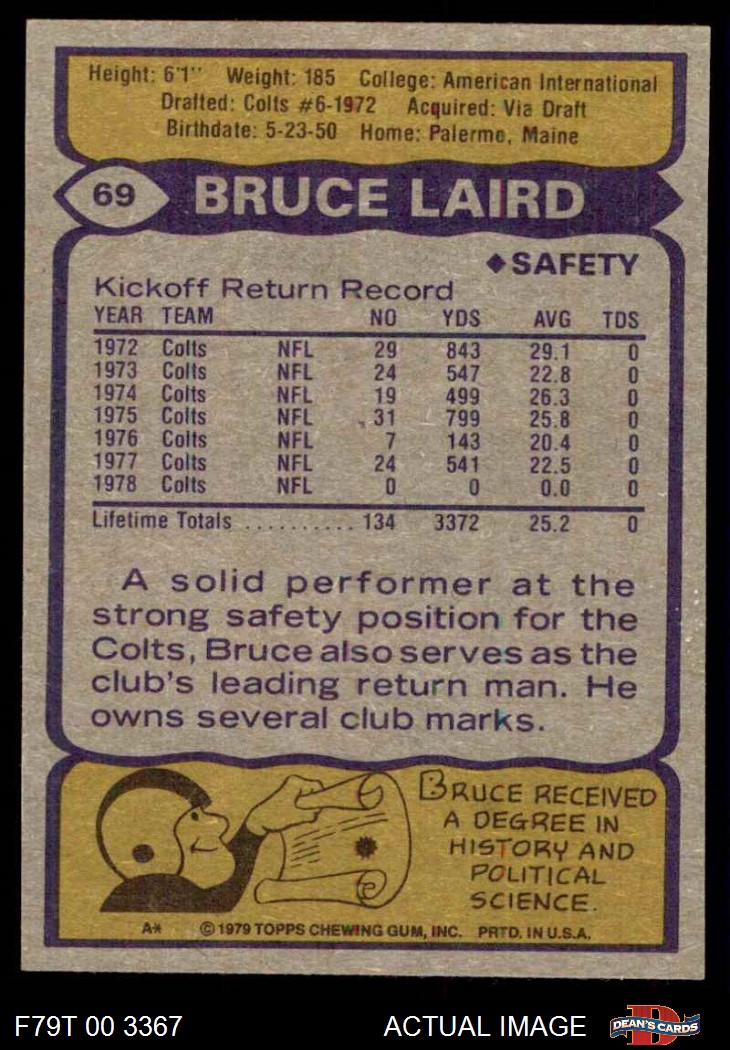 Height: 6'1" Weight: 185 College: American International
Drafted: Colts #6-1972 Acquired: Via Draft
Birthdate: 5-23-50 Home: Palermo, Maine
69 BRUCE LAIRD
◆SAFETY
Kickoff Return Record
YEAR TEAM NO YDS AVG TDS
1972 Colts NFL 29 843 29.1 0
1973 Colts NFL 24 547 22.8 0
1974 Colts NFL 19 499 26.3 0
1975 Colts NFL 31 799 25.8 0
1976 Colts NFL 7 143 20.4 0
1977 Colts NFL 24 541 22.5 0
1978 Colts NFL 0 0 0.0 0
Lifetime Totals .......... 134 3372 25.2 0
A solid performer at the
strong safety position for the
Colts, Bruce also serves as the
club's leading return man. He
owns several club marks.
BRUCE RECEIVED
A DEGREE IN
HISTORY AND
POLITICAL
SCIENCE.
A* © 1979 TOPPS CHEWING GUM, INC. PRTD. IN U.S.A.
F79T 00 3367 ACTUAL IMAGE D DEAN'S CARDS